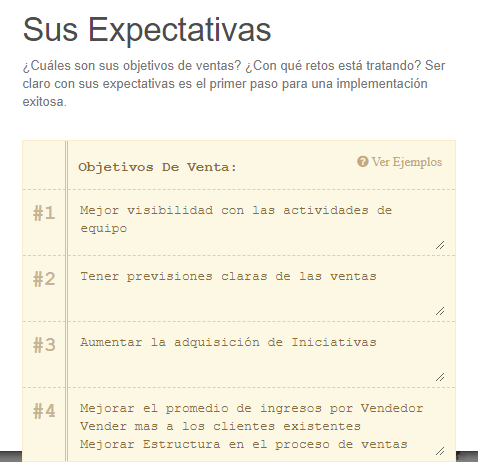 Sus Expectativas
¿Cuáles son sus objetivos de ventas? ¿Con qué retos está tratando? Ser
claro con sus expectativas es el primer paso para una implementación
exitosa.
Objetivos De Venta:
Ver Ejemplos
#1
Mejor visibilidad con las actividades de
equipo
#2
Tener previsiones claras de las ventas
#3
Aumentar la adquisición de Iniciativas
#4
Mejorar el promedio de ingresos por Vendedor
Vender mas a los clientes existentes
Mejorar Estructura en el proceso de ventas